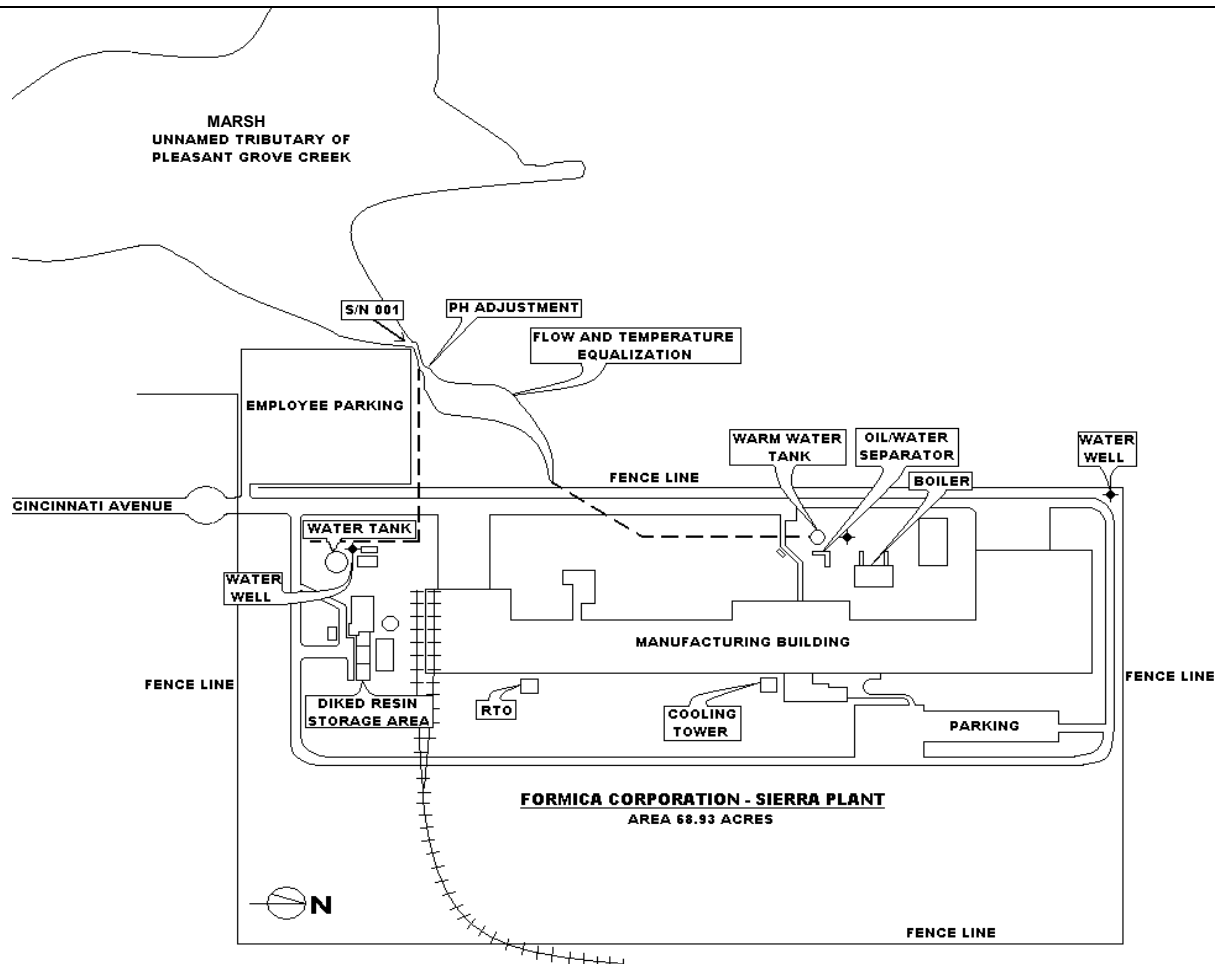 MARSH
UNNAMED TRIBUTARY OF
PLEASANT GROVE CREEK
S/N 001
PH ADJUSTMENT
FLOW AND TEMPERATURE
EQUALIZATION
EMPLOYEE PARKING
WARM WATER
TANK
OIL/WATER
SEPARATOR
WATER
WELL
FENCE LINE
BOILER
CINCINNATI AVENUE
WATER TANK
WATER
WELL
MANUFACTURING BUILDING
FENCE LINE
FENCE LINE
DIKED RESIN
STORAGE AREA
RTO
COOLING
TOWER
PARKING
FORMICA CORPORATION - SIERRA PLANT
AREA 68.93 ACRES
N
FENCE LINE